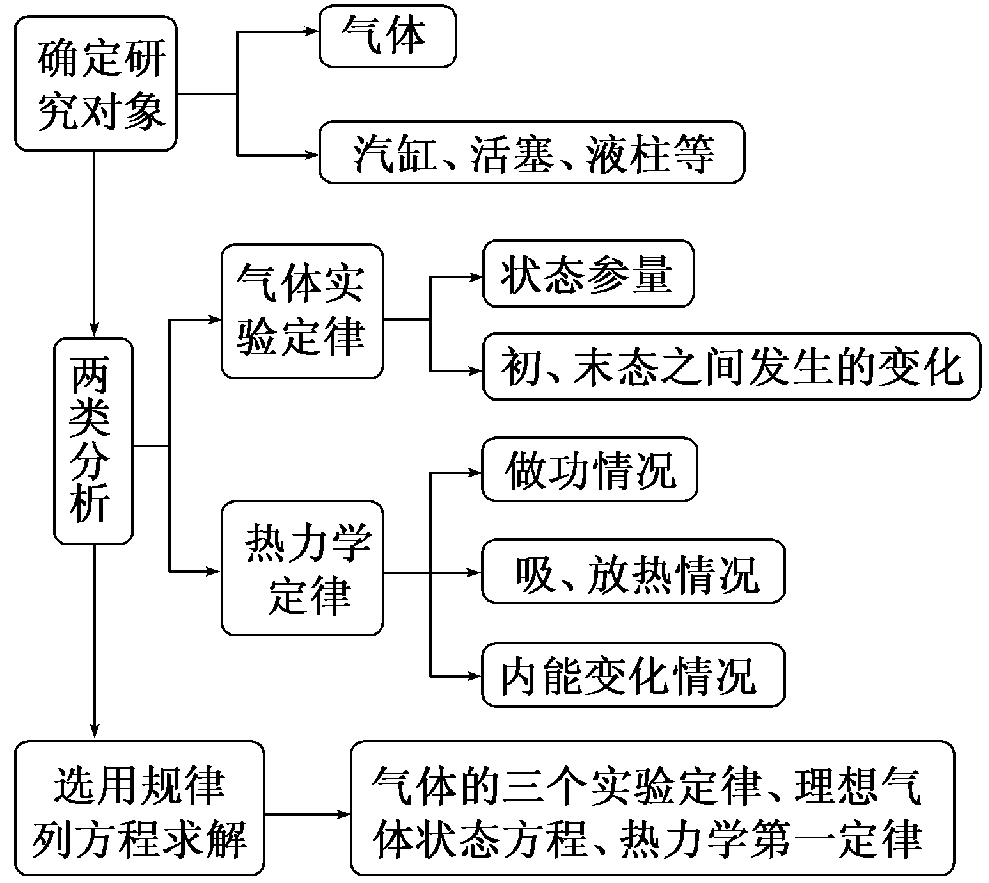 确定研
究对象
气体
汽缸、活塞、液柱等
两类分析
气体实
验定律
状态参量
初、末态之间发生的变化
热力学
定律
做功情况
吸、放热情况
内能变化情况
选用规律
列方程求解
气体的三个实验定律、理想气
体状态方程、热力学第一定律